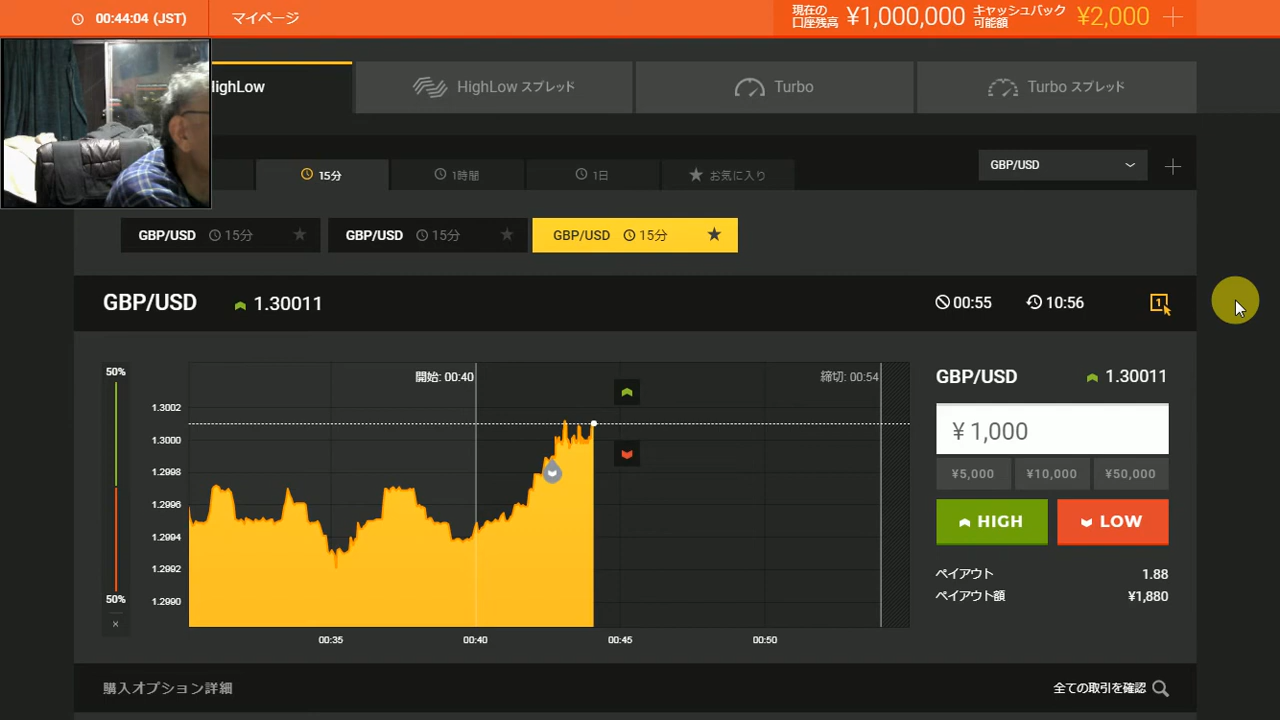 00:44:04 (JST)
マイページ
現在の口座残高 ¥1,000,000
キャッシュバック可能額 ¥2,000
HighLow スプレッド
Turbo
Turbo スプレッド
15分
1時間
1日
お気に入り
GBP/USD
GBP/USD 15分
GBP/USD 15分
GBP/USD 15分
GBP/USD 1.30011
00:55
10:56
1
50%
50%
×
開始: 00:40
締切: 00:54
1.3002
1.3000
1.2998
1.2996
1.2994
1.2992
1.2990
00:35
00:40
00:45
00:50
GBP/USD 1.30011
¥ 1,000
¥5,000
¥10,000
¥50,000
HIGH
LOW
ペイアウト 1.88
ペイアウト額 ¥1,880
購入オプション詳細
全ての取引を確認